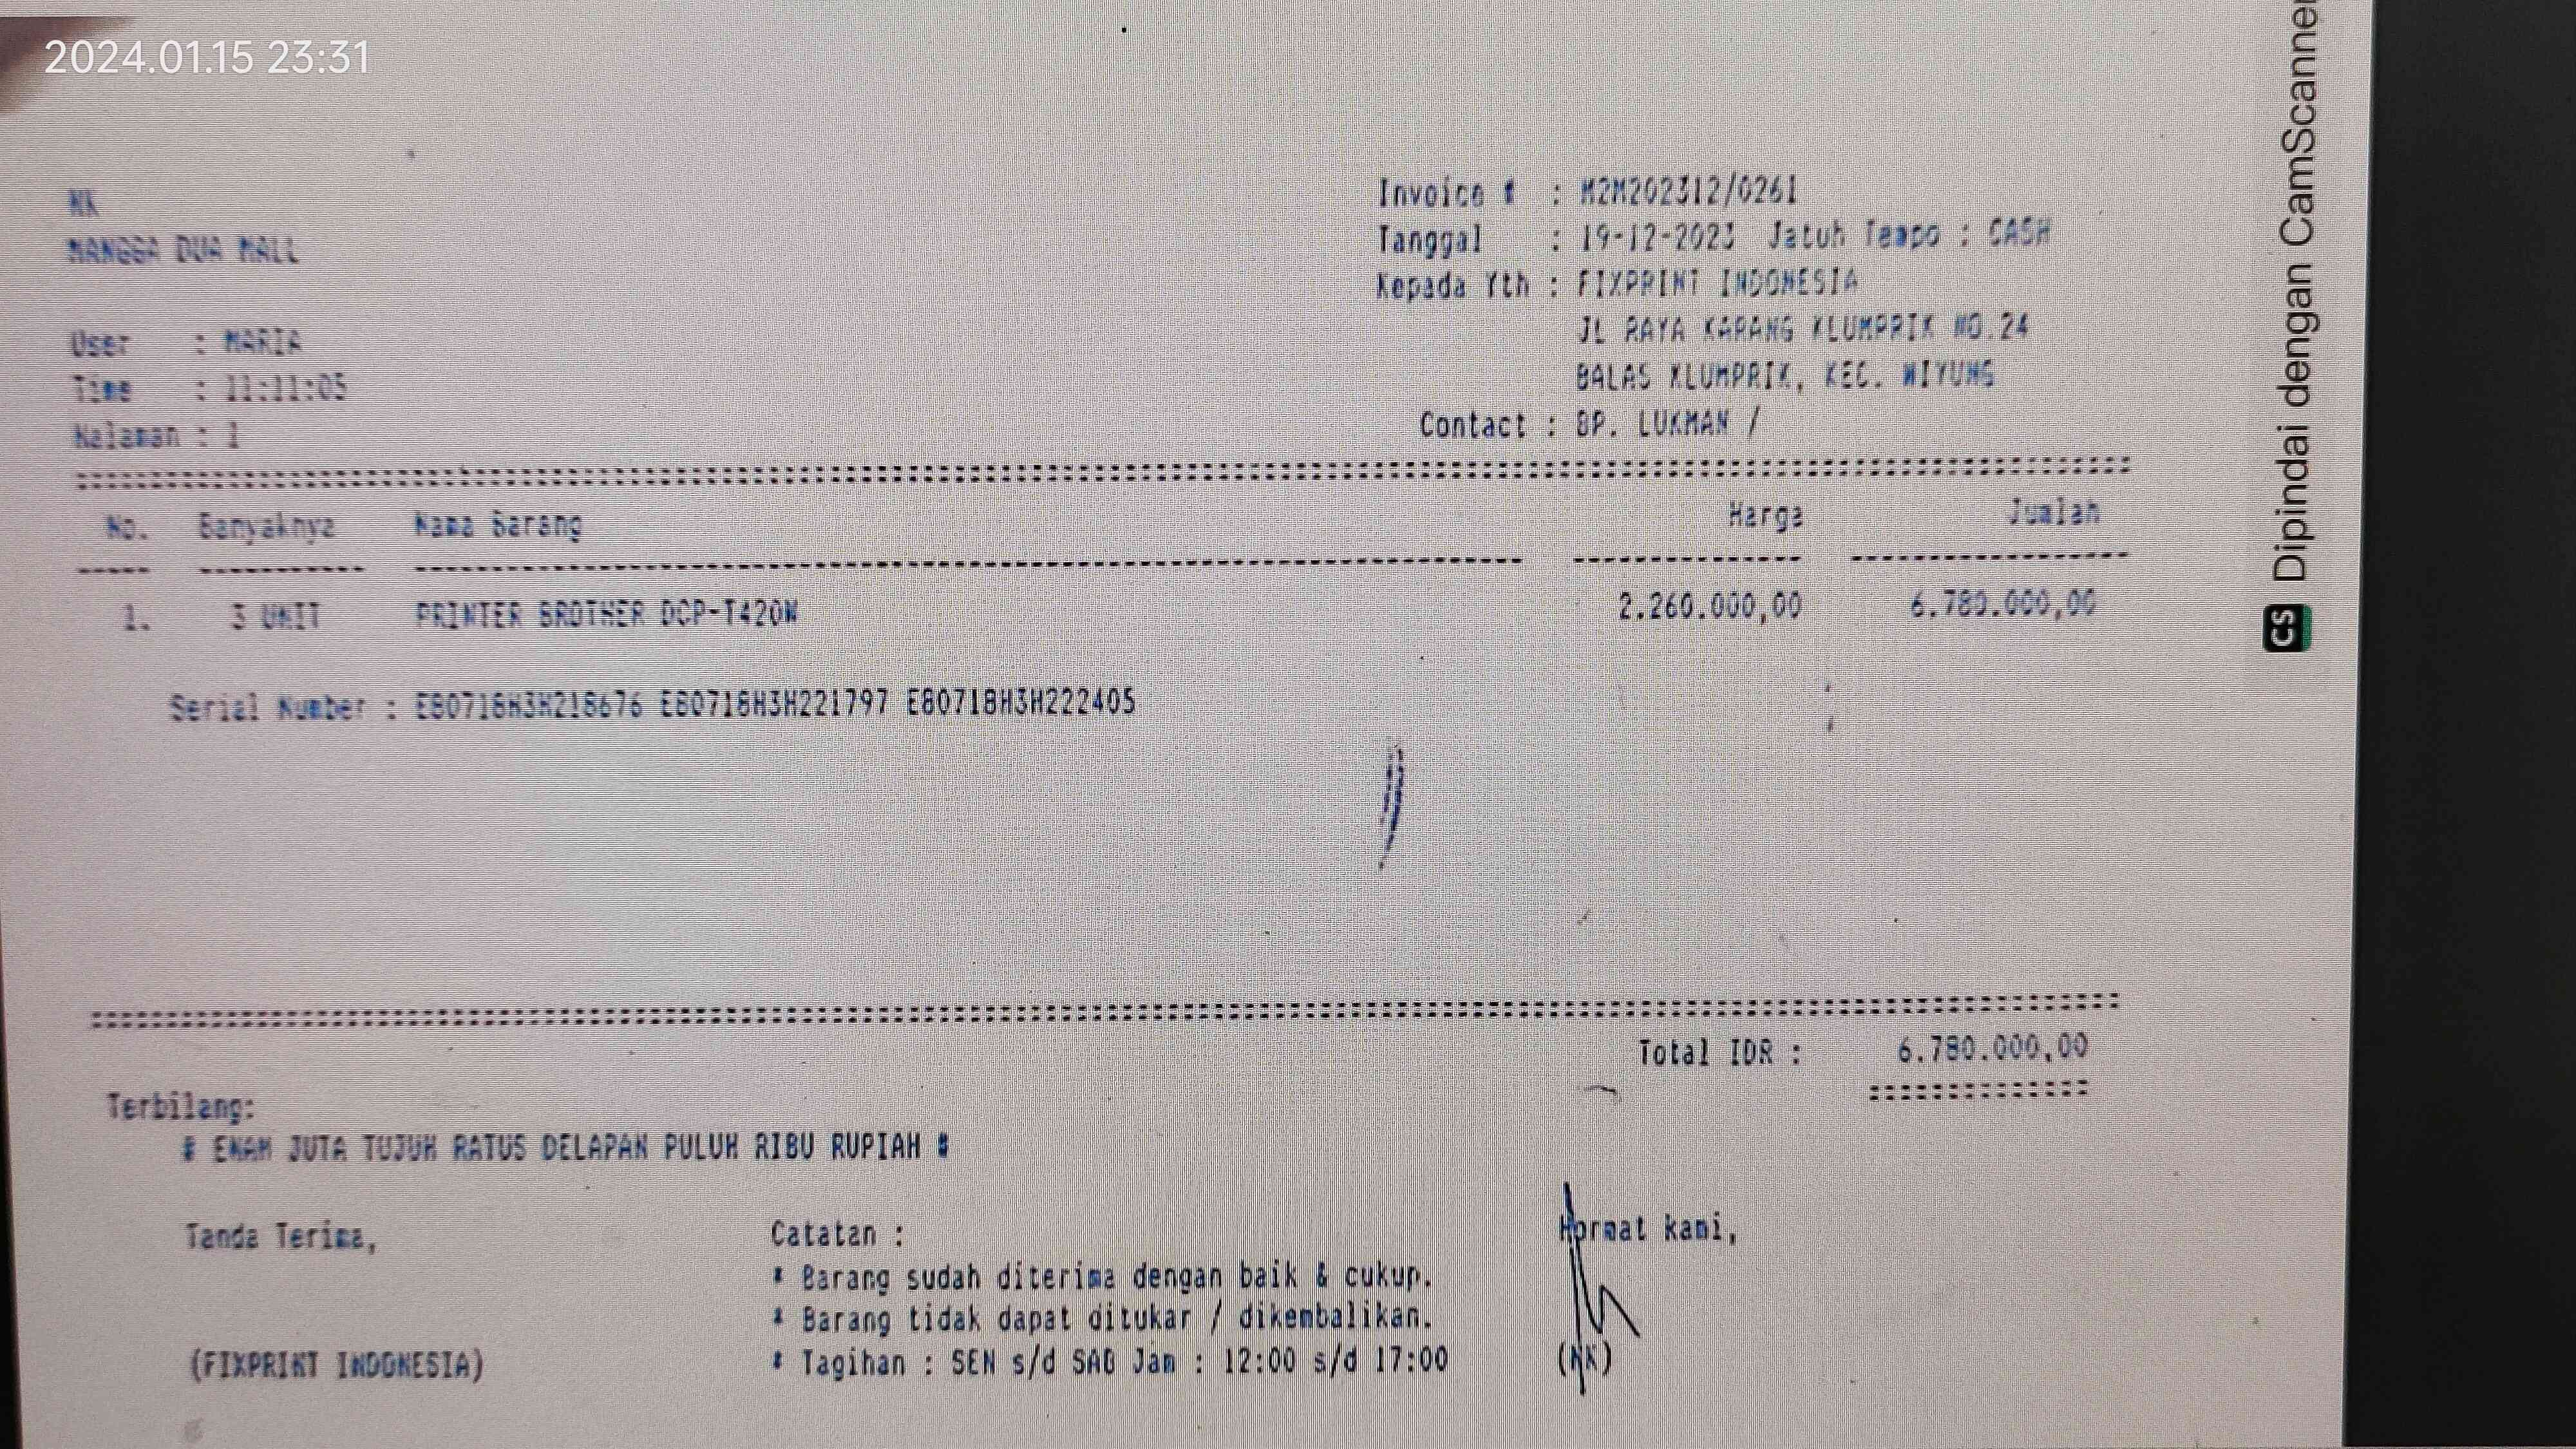 2024.01.15 23:31
Dipindai dengan CamScanner
CS
MANGGA DUA MALL
Invoice # : M2M202312/0261
Tanggal : 19-12-2023 Jatuh Tempo : CASH
Kepada Yth : FIXPRINT INDONESIA
JL RAYA KARANG KLUMPRIK NO.24
BALAS KLUMPRIK, KEC. WIYUNG
Contact : BP. LUKMAN /
User : MARIA
Time : 11:11:05
Halaman : 1
No. Banyaknya Nama Barang Harga Jumlah
1. 3 UNIT PRINTER BROTHER DCP-T420W 2.260.000,00 6.780.000,00
Serial Number : E80718H3H218676 E80718H3H221797 E80718H3H222405
Total IDR : 6.780.000,00
Terbilang:
# ENAM JUTA TUJUH RATUS DELAPAN PULUH RIBU RUPIAH #
Tanda Terima,
(FIXPRINT INDONESIA)
Catatan :
* Barang sudah diterima dengan baik & cukup.
* Barang tidak dapat ditukar / dikembalikan.
* Tagihan : SEN s/d SAB Jam : 12:00 s/d 17:00
Hormat kami,